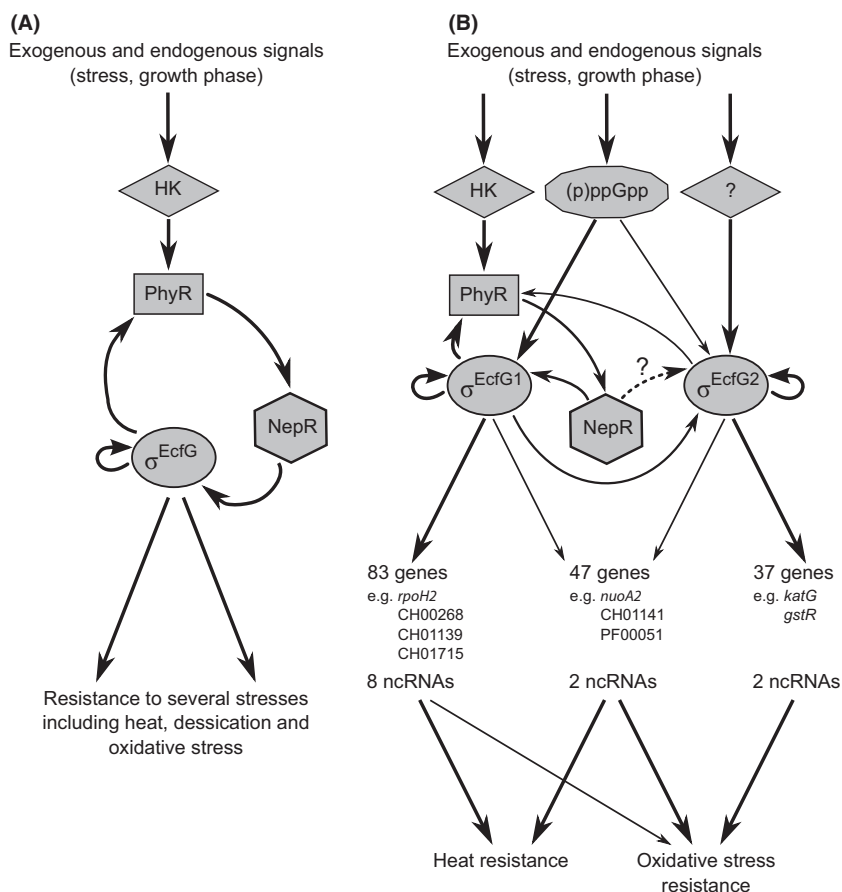 (A)
Exogenous and endogenous signals
(stress, growth phase)
HK
PhyR
NepR
σEcfG
Resistance to several stresses
including heat, dessication and
oxidative stress
(B)
Exogenous and endogenous signals
(stress, growth phase)
HK
(p)ppGpp
?
PhyR
?
σEcfG1
σEcfG2
NepR
83 genes
e.g. rpoH2
CH00268
CH01139
CH01715
8 ncRNAs
47 genes
e.g. nuoA2
CH01141
PF00051
2 ncRNAs
37 genes
e.g. katG
gstR
2 ncRNAs
Heat resistance
Oxidative stress
resistance